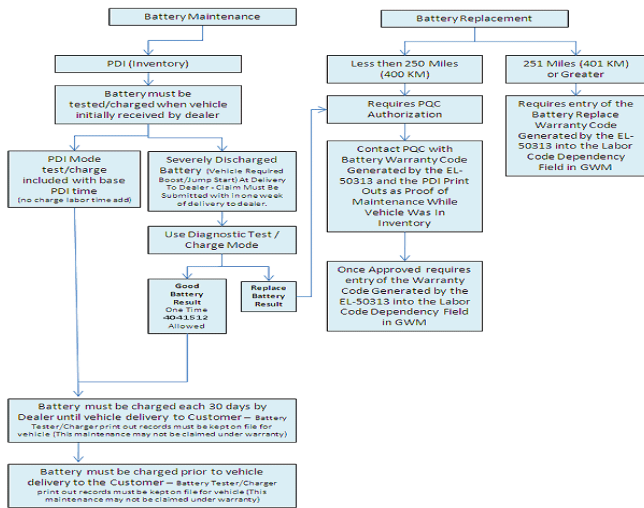 Battery Maintenance
PDI (Inventory)
Battery must be
tested/charged when vehicle
initially received by dealer
PDI Mode
test/charge
included with base
PDI time
(no charge labor time add)
Severely Discharged
Battery (Vehicle Required
Boost/Jump Start) At Delivery
To Dealer - Claim Must Be
Submitted with in one week
of delivery to dealer.
Use Diagnostic Test /
Charge Mode
Good
Battery
Result
One Time
4041512
Allowed
Replace
Battery Result
Battery must be charged each 30 days by
Dealer until vehicle delivery to Customer – Battery
Tester/Charger print out records must be kept on file for
vehicle (This maintenance may not be claimed under warranty)
Battery must be charged prior to vehicle
delivery to the Customer – Battery Tester/Charger
print out records must be kept on file for vehicle (This
maintenance may not be claimed under warranty)
Battery Replacement
Less then 250 Miles
(400 KM)
Requires PQC
Authorization
Contact PQC with
Battery Warranty Code
Generated by the EL-
50313 and the PDI Print
Outs as Proof of
Maintenance While
Vehicle Was In
Inventory
Once Approved requires
entry of the Warranty
Code Generated by the
EL-50313 into the Labor
Code Dependency Field
in GWM
251 Miles (401 KM)
or Greater
Requires entry of the
Battery Replace
Warranty Code
Generated by the EL-
50313 into the Labor
Code Dependency
Field in GWM